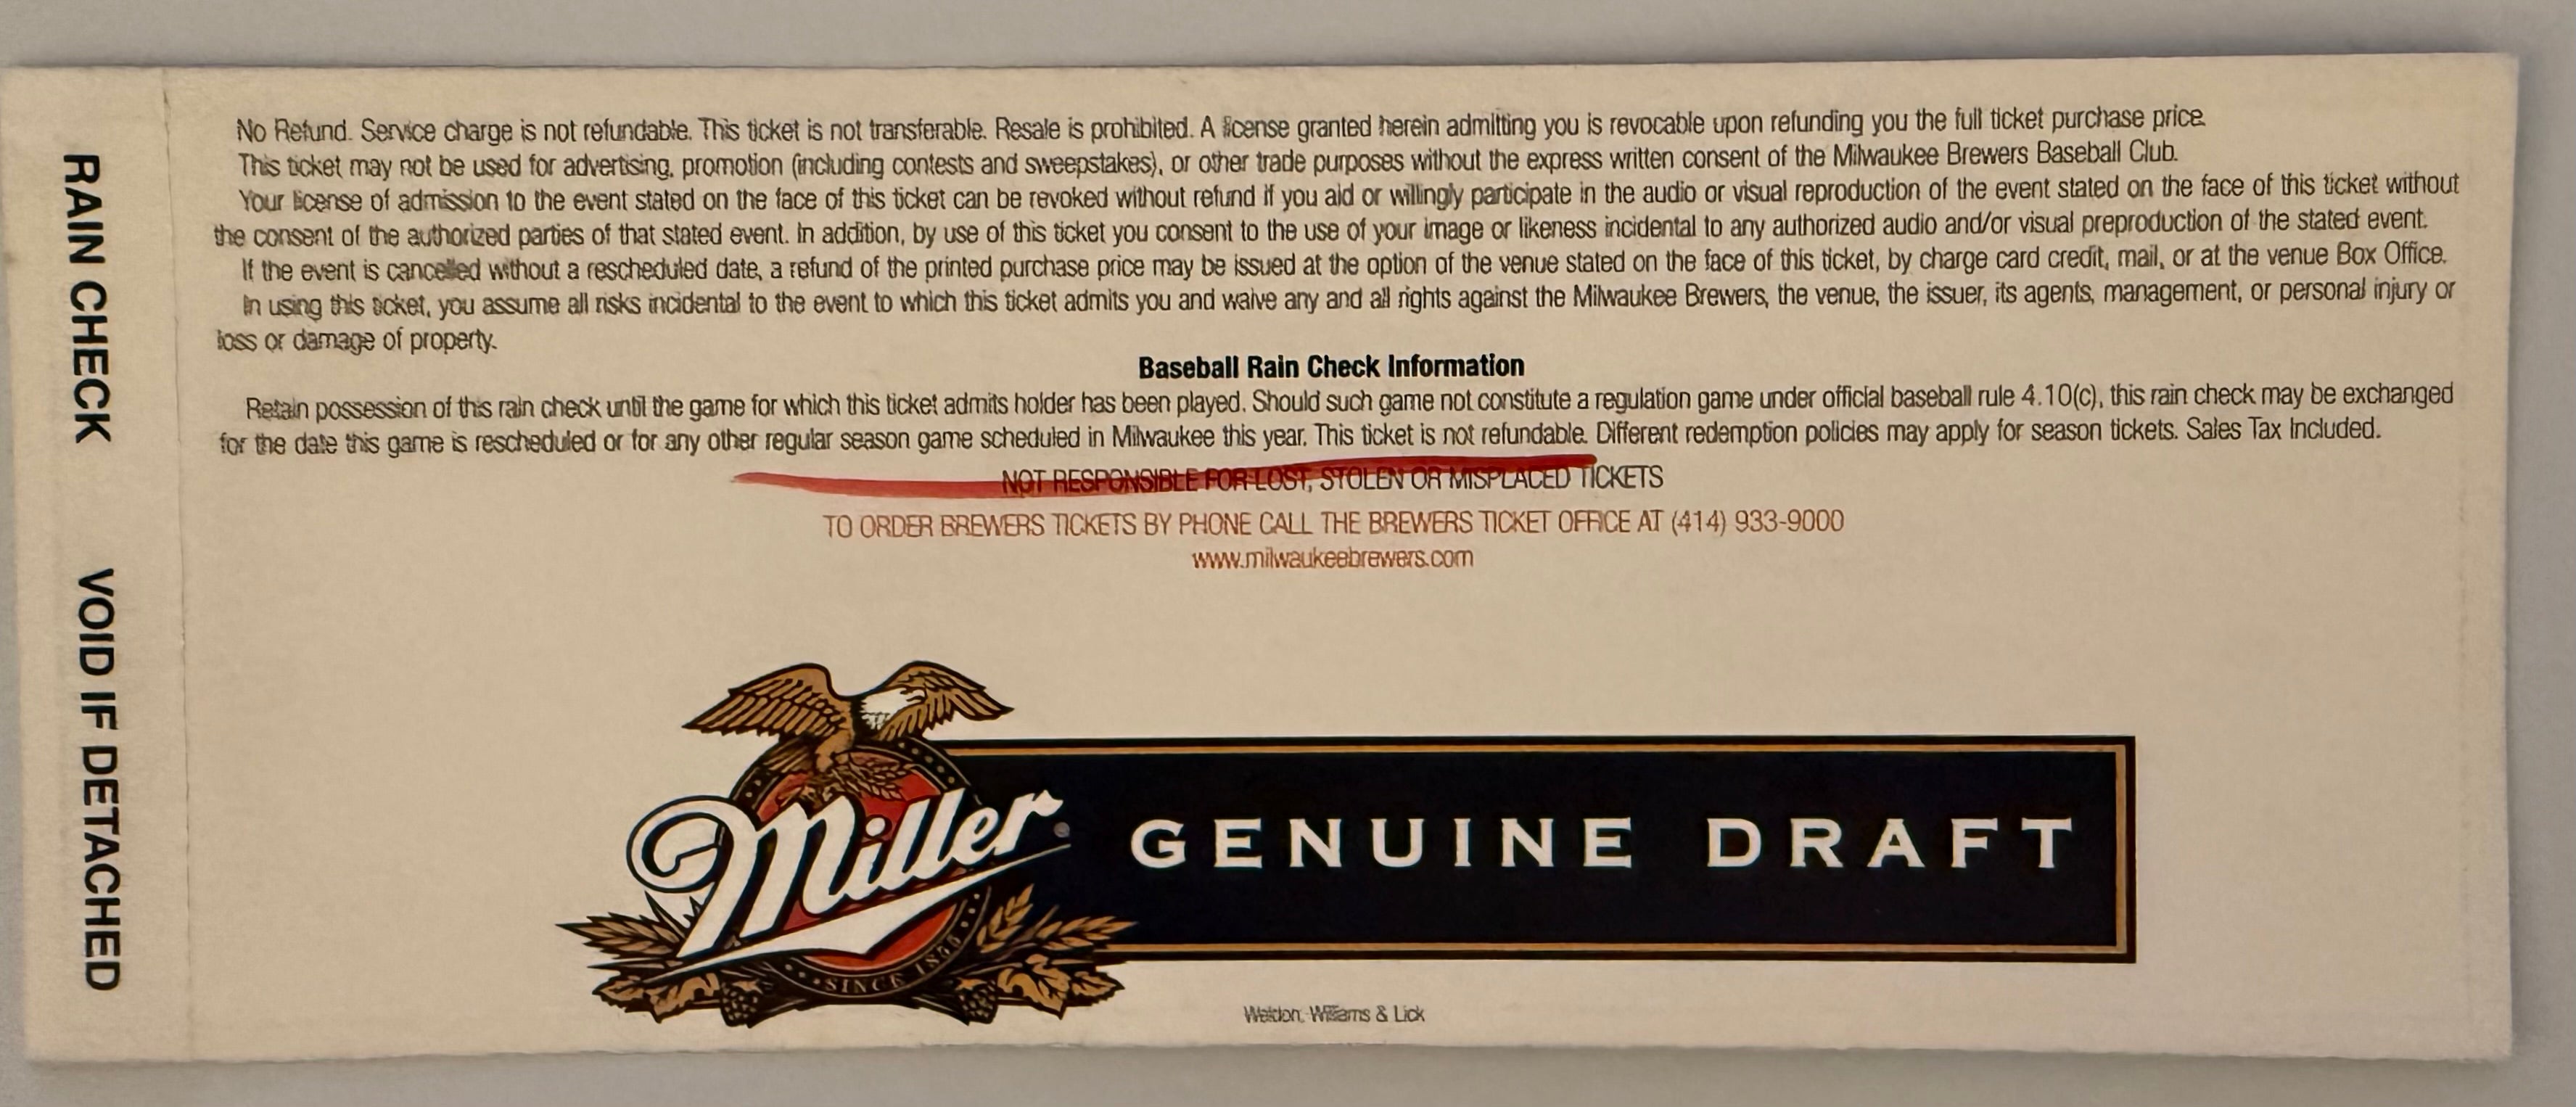 RAIN CHECK VOID IF DETACHED
No Refund. Service charge is not refundable. This ticket is not transferable. Resale is prohibited. A license granted herein admitting you is revocable upon refunding you the full ticket purchase price.
This ticket may not be used for advertising, promotion (including contests and sweepstakes), or other trade purposes without the express written consent of the Milwaukee Brewers Baseball Club.
Your license of admission to the event stated on the face of this ticket can be revoked without refund if you aid or willingly participate in the audio or visual reproduction of the event stated on the face of this ticket without
the consent of the authorized parties of that stated event. In addition, by use of this ticket you consent to the use of your image or likeness incidental to any authorized audio and/or visual preproduction of the stated event.
If the event is cancelled without a rescheduled date, a refund of the printed purchase price may be issued at the option of the venue stated on the face of this ticket, by charge card credit, mail, or at the venue Box Office.
In using this ticket, you assume all risks incidental to the event to which this ticket admits you and waive any and all rights against the Milwaukee Brewers, the venue, the issuer, its agents, management, or personal injury or
loss or damage of property.
Baseball Rain Check Information
Retain possession of this rain check until the game for which this ticket admits holder has been played. Should such game not constitute a regulation game under official baseball rule 4.10(c), this rain check may be exchanged
for the date this game is rescheduled or for any other regular season game scheduled in Milwaukee this year. This ticket is not refundable. Different redemption policies may apply for season tickets. Sales Tax Included.
NOT RESPONSIBLE FOR LOST, STOLEN OR MISPLACED TICKETS
TO ORDER BREWERS TICKETS BY PHONE CALL THE BREWERS TICKET OFFICE AT (414) 933-9000
www.milwaukeebrewers.com
Miller® GENUINE DRAFT
SINCE 1855
Weldon, Williams & Lick